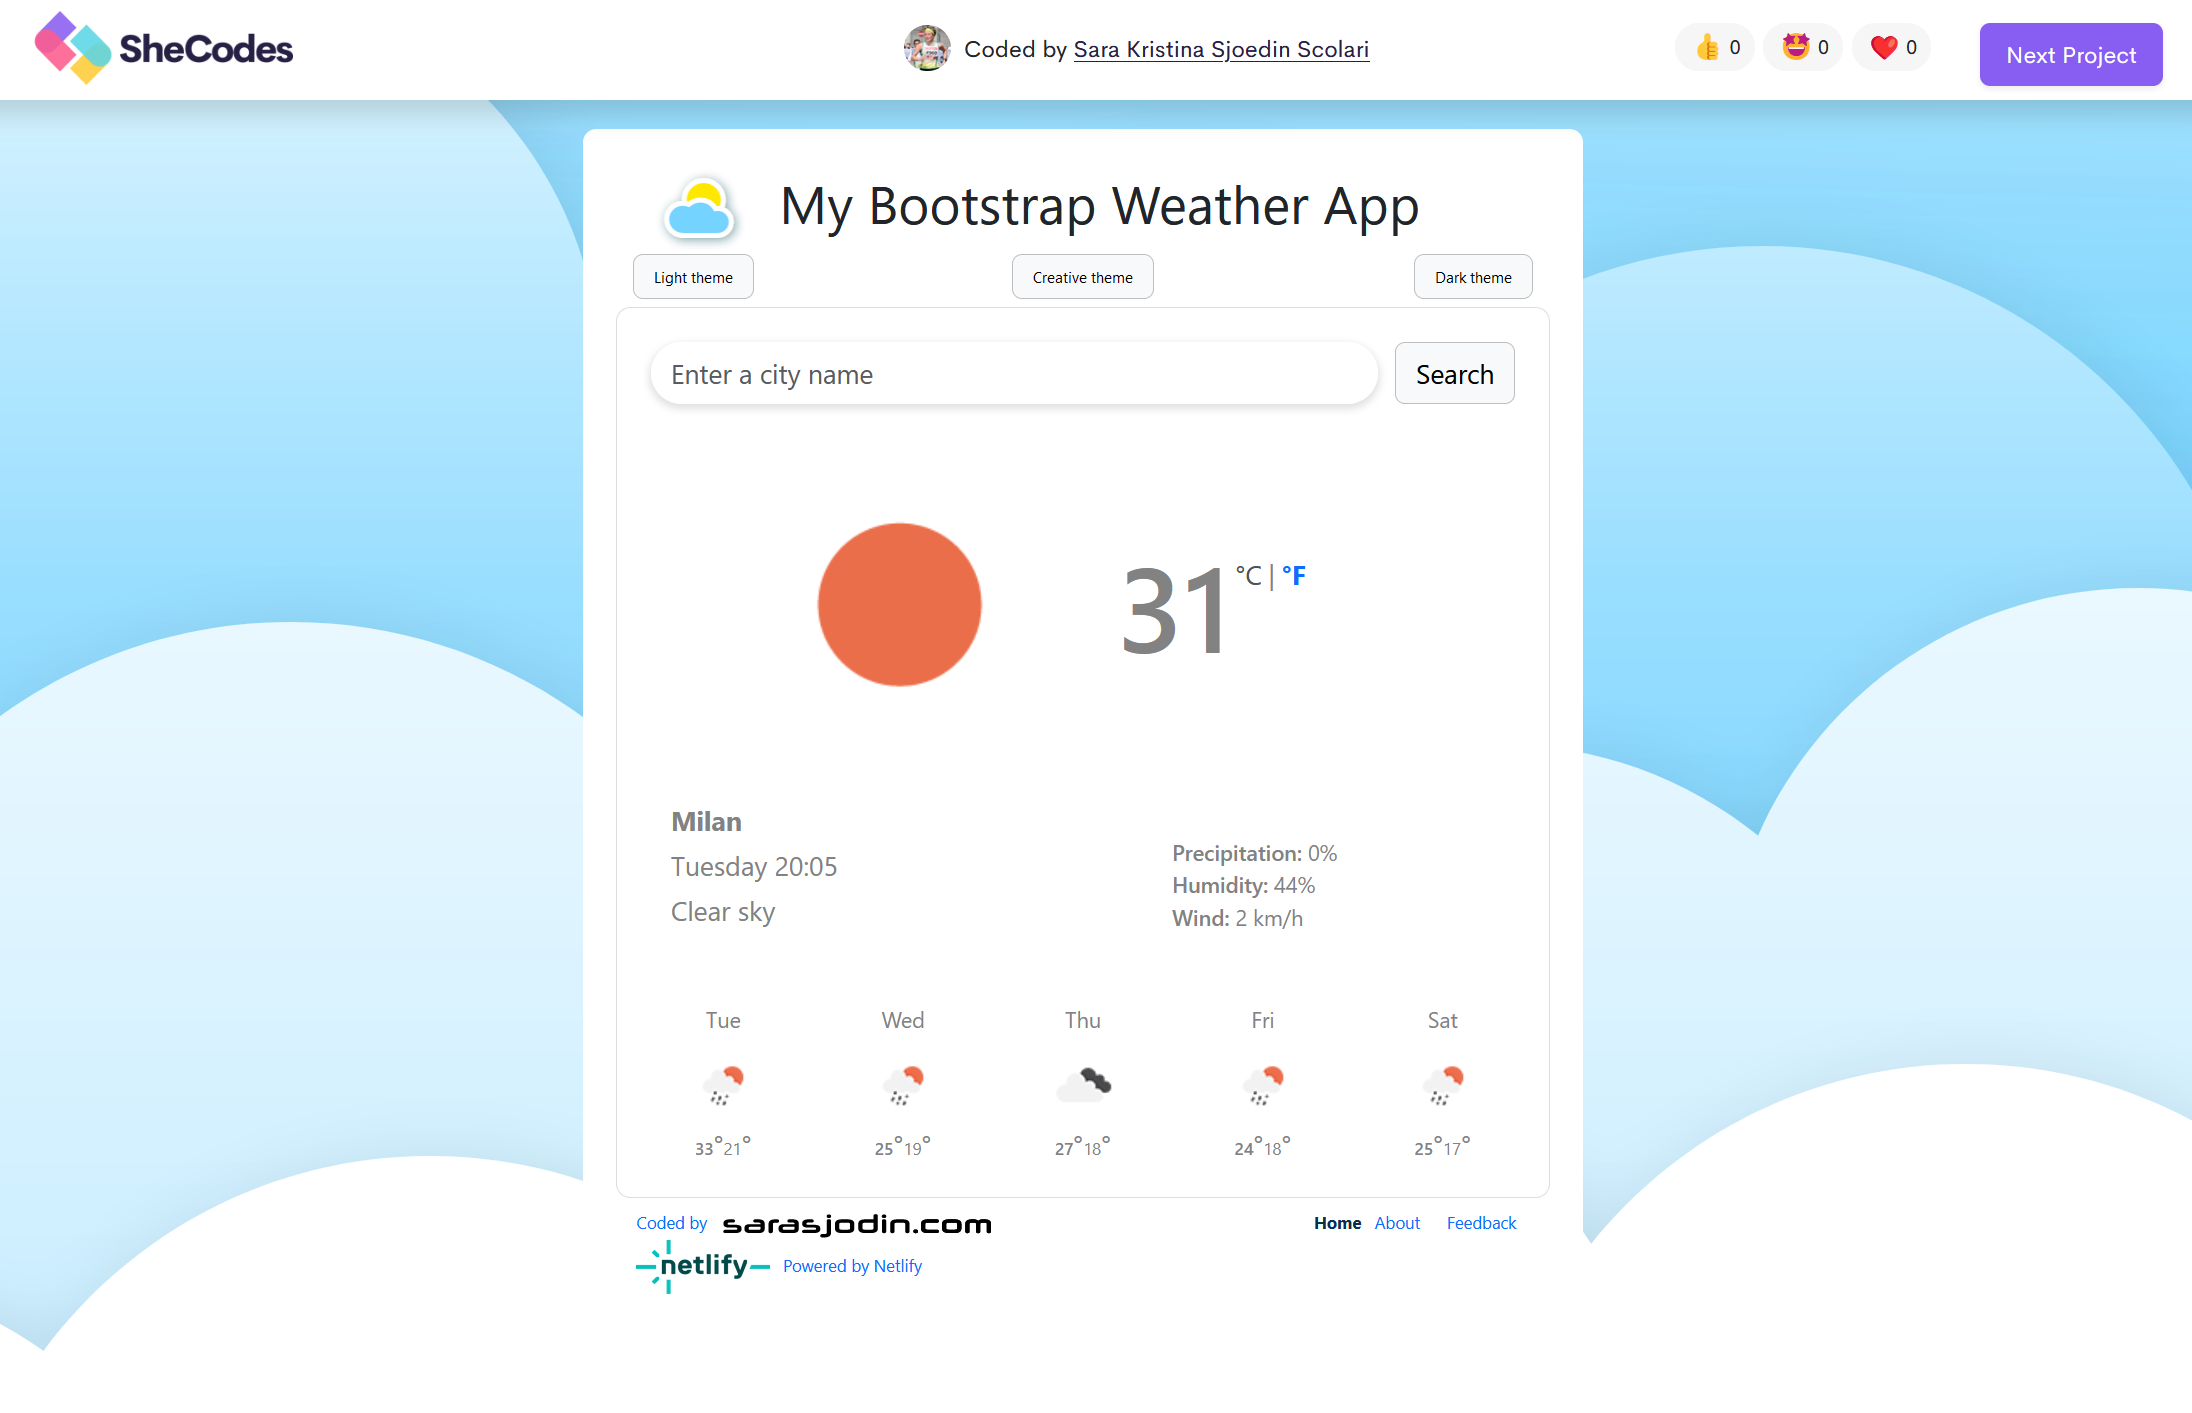 SheCodes
Coded by Sara Kristina Sjoedin Scolari
0
0
0
Next Project
My Bootstrap Weather App
Light theme
Creative theme
Dark theme
Enter a city name
Search
31 °C | °F
Milan
Tuesday 20:05
Clear sky
Precipitation: 0%
Humidity: 44%
Wind: 2 km/h
Tue
Wed
Thu
Fri
Sat
33° 21°
25° 19°
27° 18°
24° 18°
25° 17°
Coded by sarasjodin.com
Home About Feedback
netlify Powered by Netlify